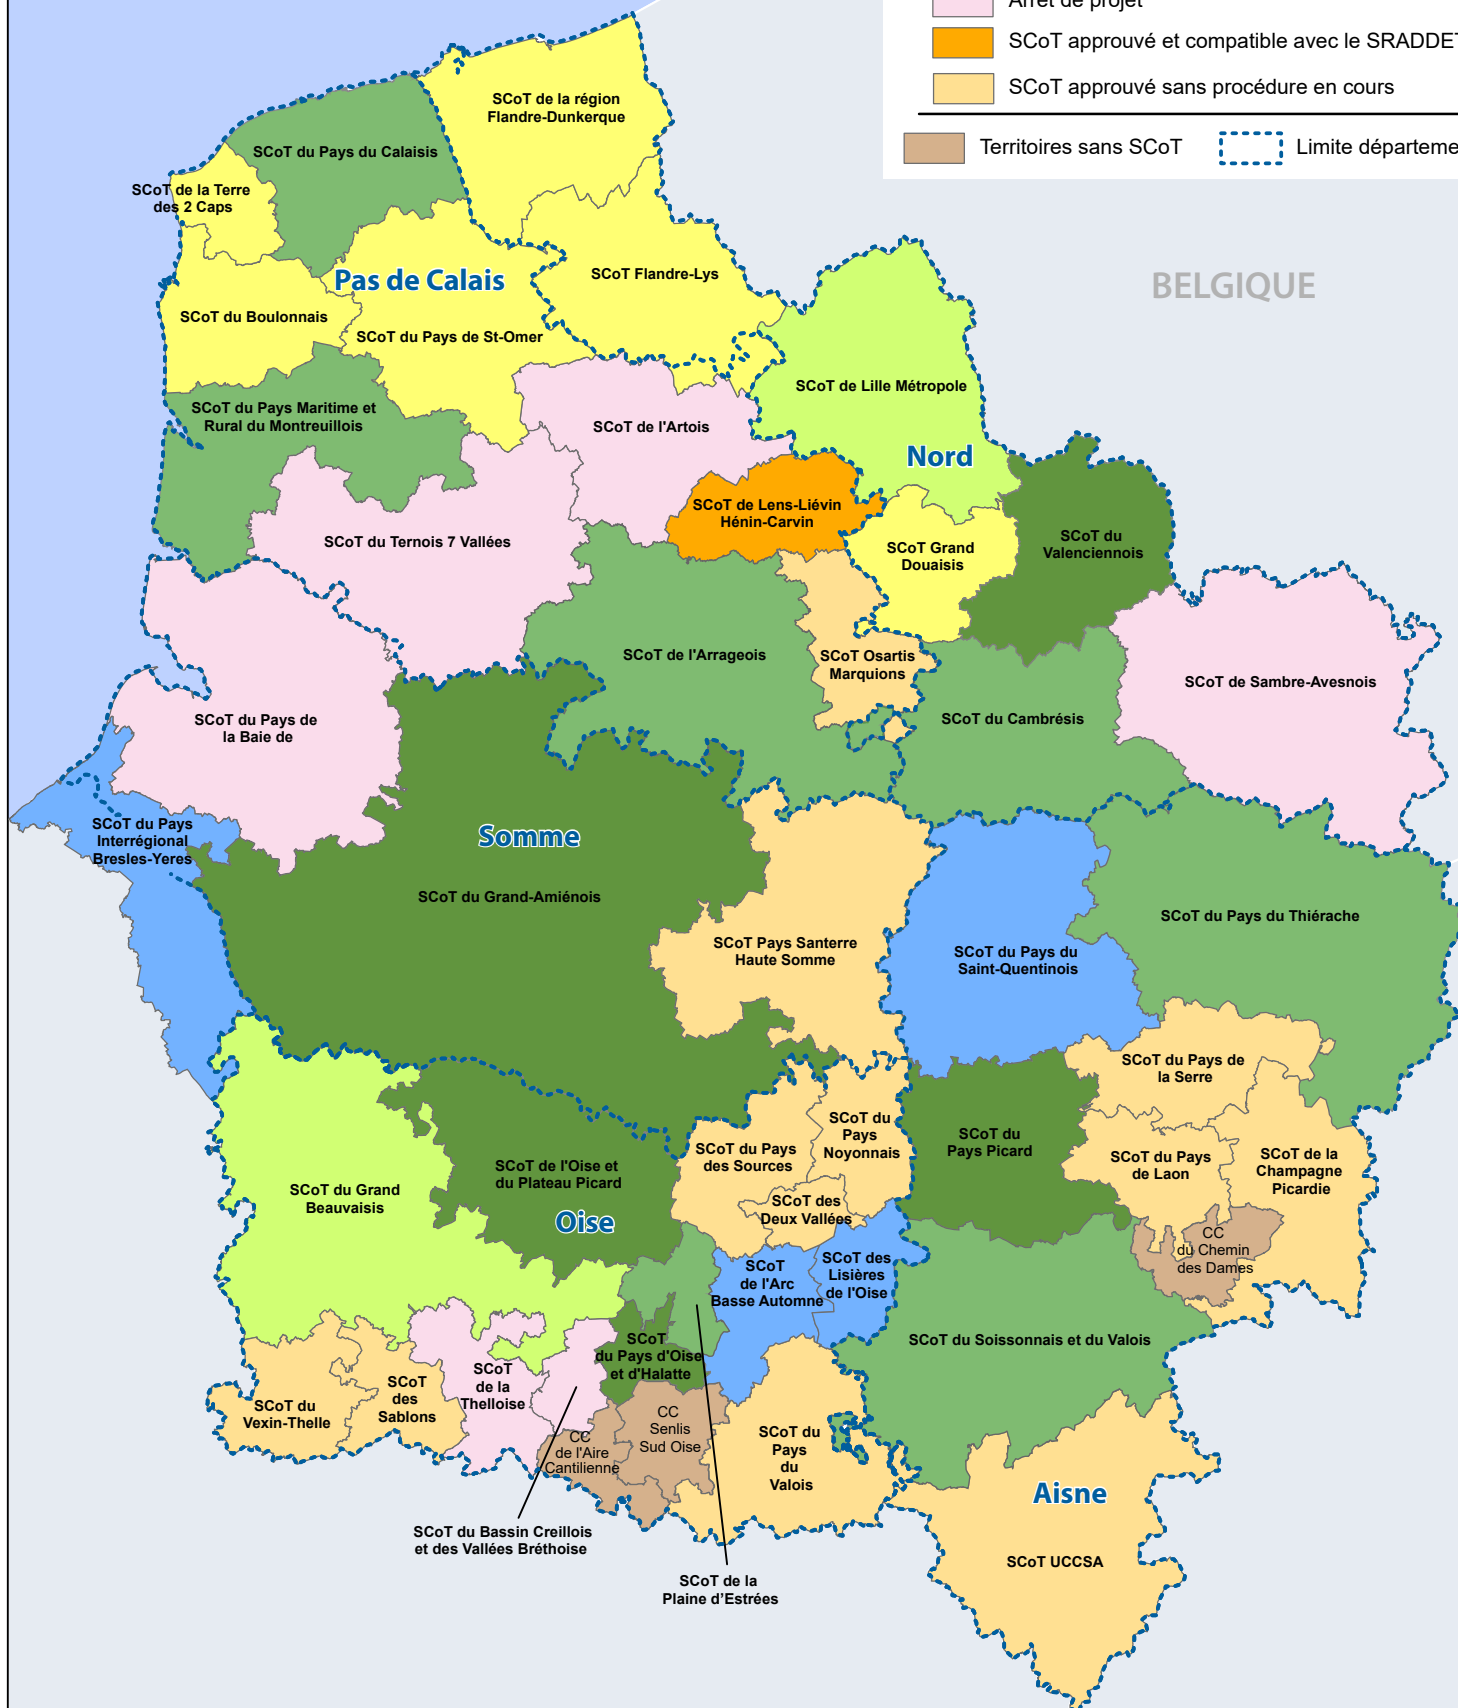 Arrêt de projet
SCoT approuvé et compatible avec le SRADDET
SCoT approuvé sans procédure en cours
Territoires sans SCoT
Limite départeme
BELGIQUE
SCoT de la région
Flandre-Dunkerque
SCoT du Pays du Calaisis
SCoT de la Terre
des 2 Caps
Pas de Calais
SCoT Flandre-Lys
SCoT du Boulonnais
SCoT du Pays de St-Omer
SCoT de Lille Métropole
SCoT du Pays Maritime et
Rural du Montreuillois
SCoT de l'Artois
Nord
SCoT de Lens-Liévin
Hénin-Carvin
SCoT du Ternois 7 Vallées
SCoT Grand
Douaisis
SCoT du
Valenciennois
SCoT de l'Arrageois
SCoT Osartis
Marquions
SCoT de Sambre-Avesnois
SCoT du Pays de
la Baie de
SCoT du Cambrésis
SCoT du Pays
Interrégional
Bresles-Yeres
Somme
SCoT du Grand-Amiénois
SCoT du Pays du Thiérache
SCoT Pays Santerre
Haute Somme
SCoT du Pays du
Saint-Quentinois
SCoT du Pays de
la Serre
SCoT du
Pays
Noyonnais
SCoT du Pays
des Sources
SCoT du
Pays Picard
SCoT du Pays
de Laon
SCoT de la
Champagne
Picardie
SCoT de l'Oise et
du Plateau Picard
SCoT du Grand
Beauvaisis
Oise
SCoT des
Deux Vallées
CC
du Chemin
des Dames
SCoT
de l'Arc
Basse Automne
SCoT des
Lisières
de l'Oise
SCoT
du Pays d'Oise
et d'Halatte
SCoT du Soissonnais et du Valois
SCoT
de la
Thelloise
SCoT
des
Sablons
SCoT du
Vexin-Thelle
CC
Senlis
Sud Oise
CC
de l'Aire
Cantilienne
SCoT du
Pays
du
Valois
Aisne
SCoT du Bassin Creillois
et des Vallées Bréthoise
SCoT UCCSA
SCoT de la
Plaine d'Estrées